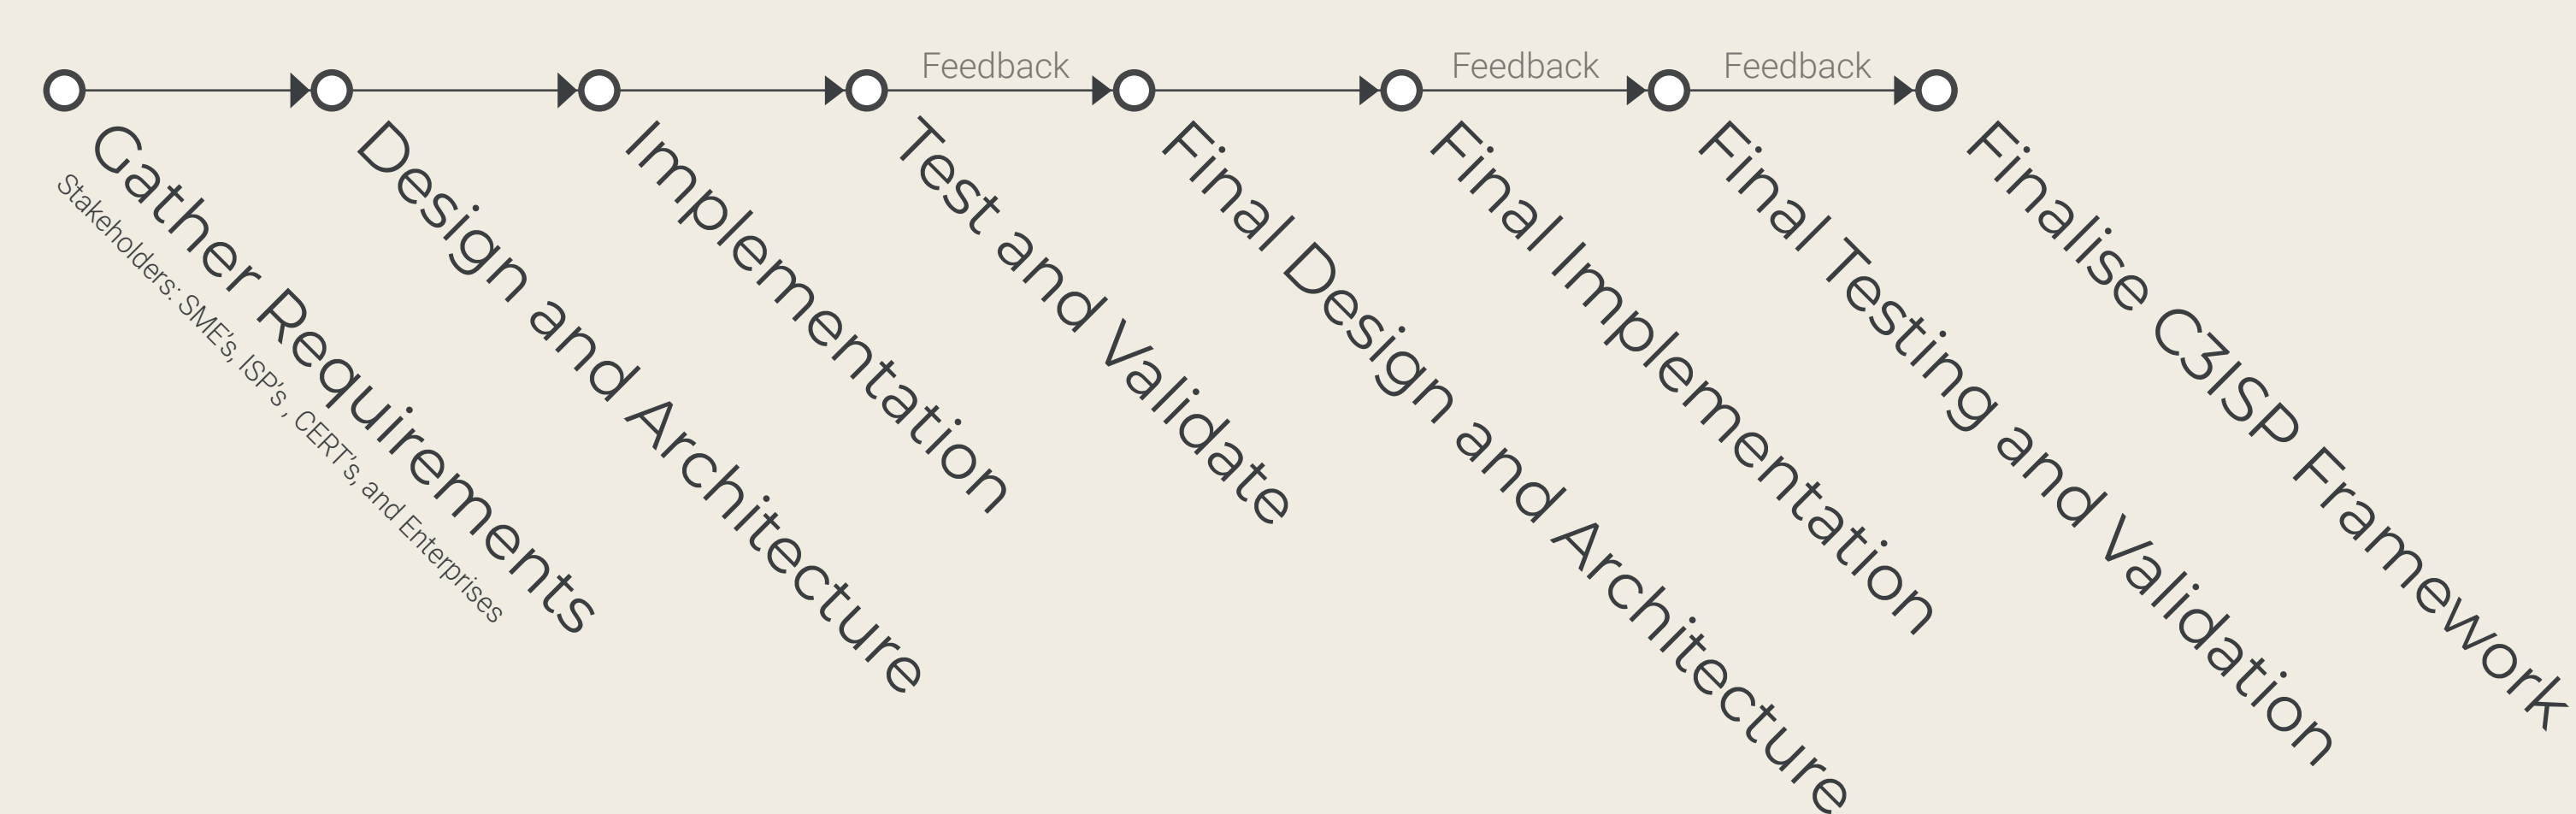 Feedback
Feedback
Feedback
Gather Requirements
Stakeholders: SME's, ISP's , CERT's, and Enterprises
Design and Architecture
Implementation
Test and Validate
Final Design and Architecture
Final Implementation
Final Testing and Validation
Finalise C3ISP Framework